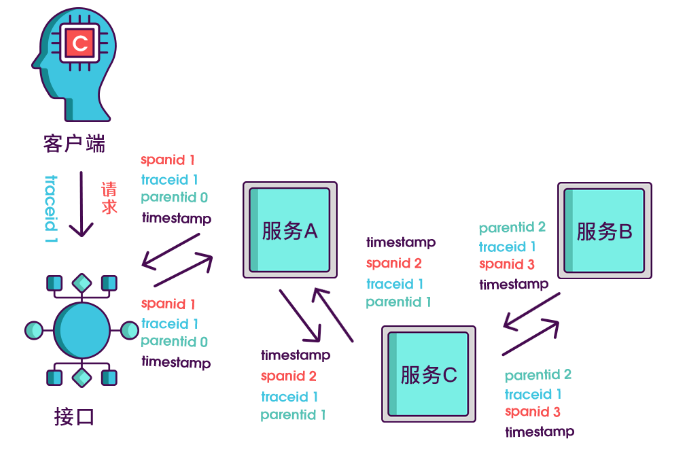 C
客户端
traceid 1
请求
spanid 1
traceid 1
parentid 0
timestamp
spanid 1
traceid 1
parentid 0
timestamp
接口
服务A
timestamp
spanid 2
traceid 1
parentid 1
timestamp
spanid 2
traceid 1
parentid 1
服务C
parentid 2
traceid 1
spanid 3
timestamp
服务B
parentid 2
traceid 1
spanid 3
timestamp